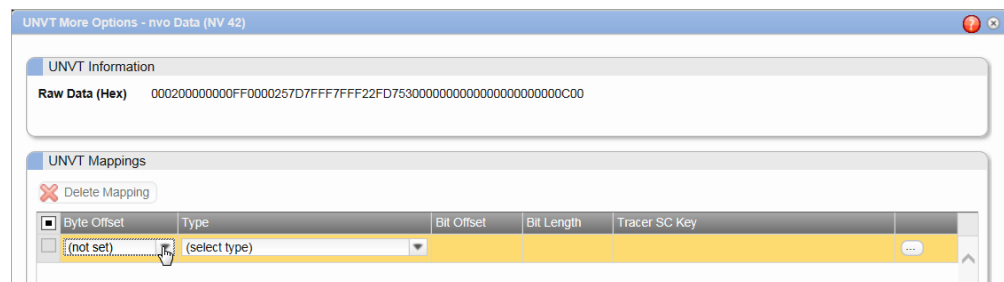 UNVT More Options - nvo Data (NV 42)
UNVT Information
Raw Data (Hex) 000200000000FF0000257D7FFF7FFF22FD7530000000000000000000000C00
UNVT Mappings
Delete Mapping
Byte Offset Type Bit Offset Bit Length Tracer SC Key
(not set) (select type) ...